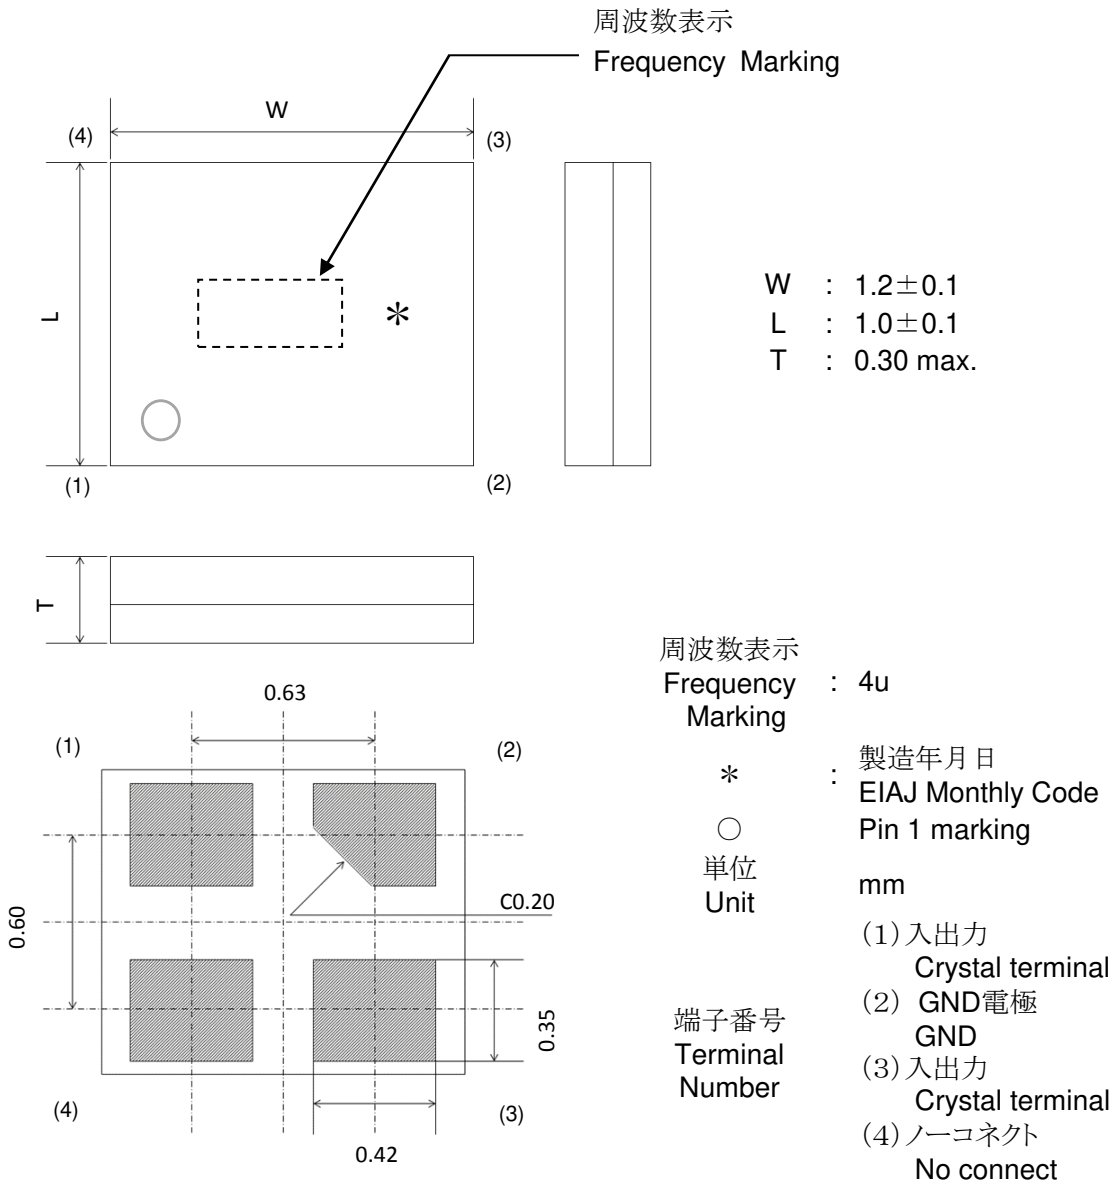 周波数表示
Frequency Marking
W
(4)
(3)
L
W : 1.2±0.1
L : 1.0±0.1
T : 0.30 max.
*
(1)
(2)
T
周波数表示
Frequency : 4u
Marking
* : 製造年月日
EIAJ Monthly Code
○ Pin 1 marking
単位
Unit
mm
端子番号
Terminal
Number
(1)入出力
Crystal terminal
(2) GND電極
GND
(3)入出力
Crystal terminal
(4)ノーコネクト
No connect
0.63
(1)
(2)
C0.20
0.60
0.35
(4)
(3)
0.42